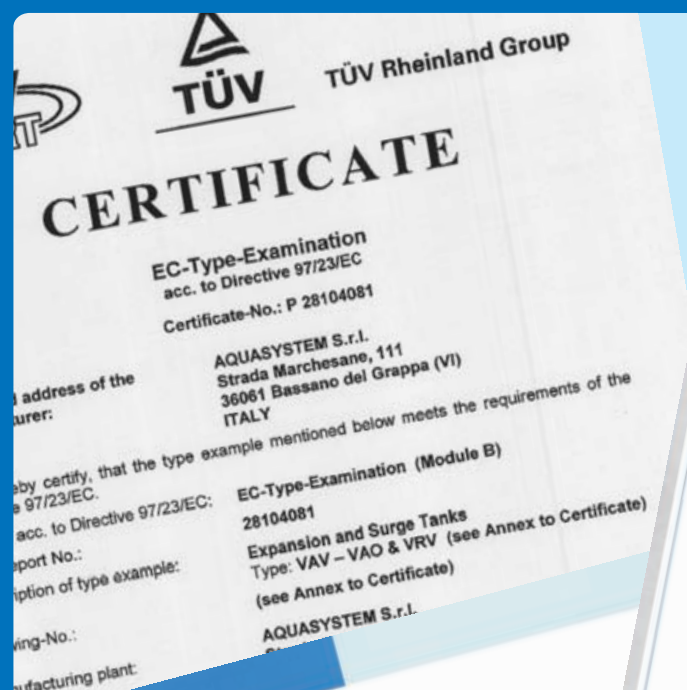 RT
TÜV
TÜV Rheinland Group
CERTIFICATE
EC-Type-Examination
acc. to Directive 97/23/EC
Certificate-No.: P 28104081
address of the
urer:
AQUASYSTEM S.r.l.
Strada Marchesane, 111
36061 Bassano del Grappa (VI)
ITALY
eby certify, that the type example mentioned below meets the requirements of the
e 97/23/EC.
acc. to Directive 97/23/EC: EC-Type-Examination (Module B)
eport No.: 28104081
iption of type example: Expansion and Surge Tanks
Type: VAV – VAO & VRV (see Annex to Certificate)
wing-No.: (see Annex to Certificate)
ufacturing plant: AQUASYSTEM S.r.l.